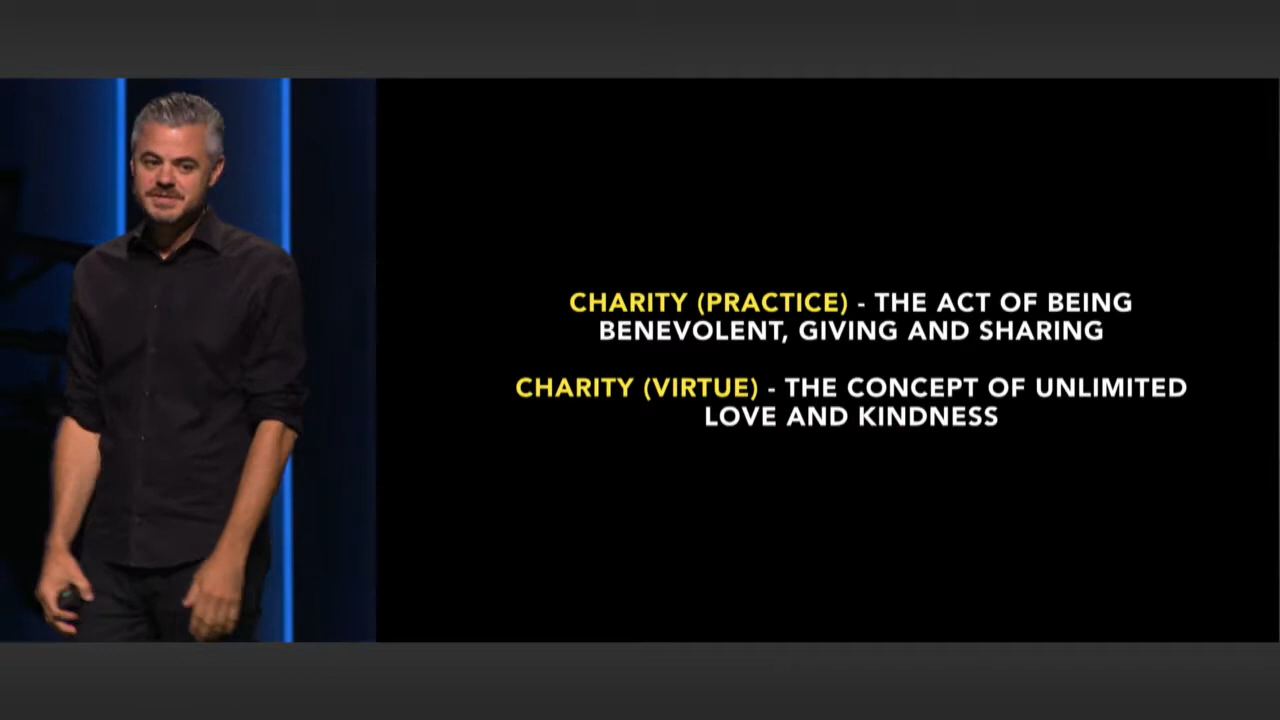 CHARITY (PRACTICE) - THE ACT OF BEING
BENEVOLENT, GIVING AND SHARING
CHARITY (VIRTUE) - THE CONCEPT OF UNLIMITED
LOVE AND KINDNESS